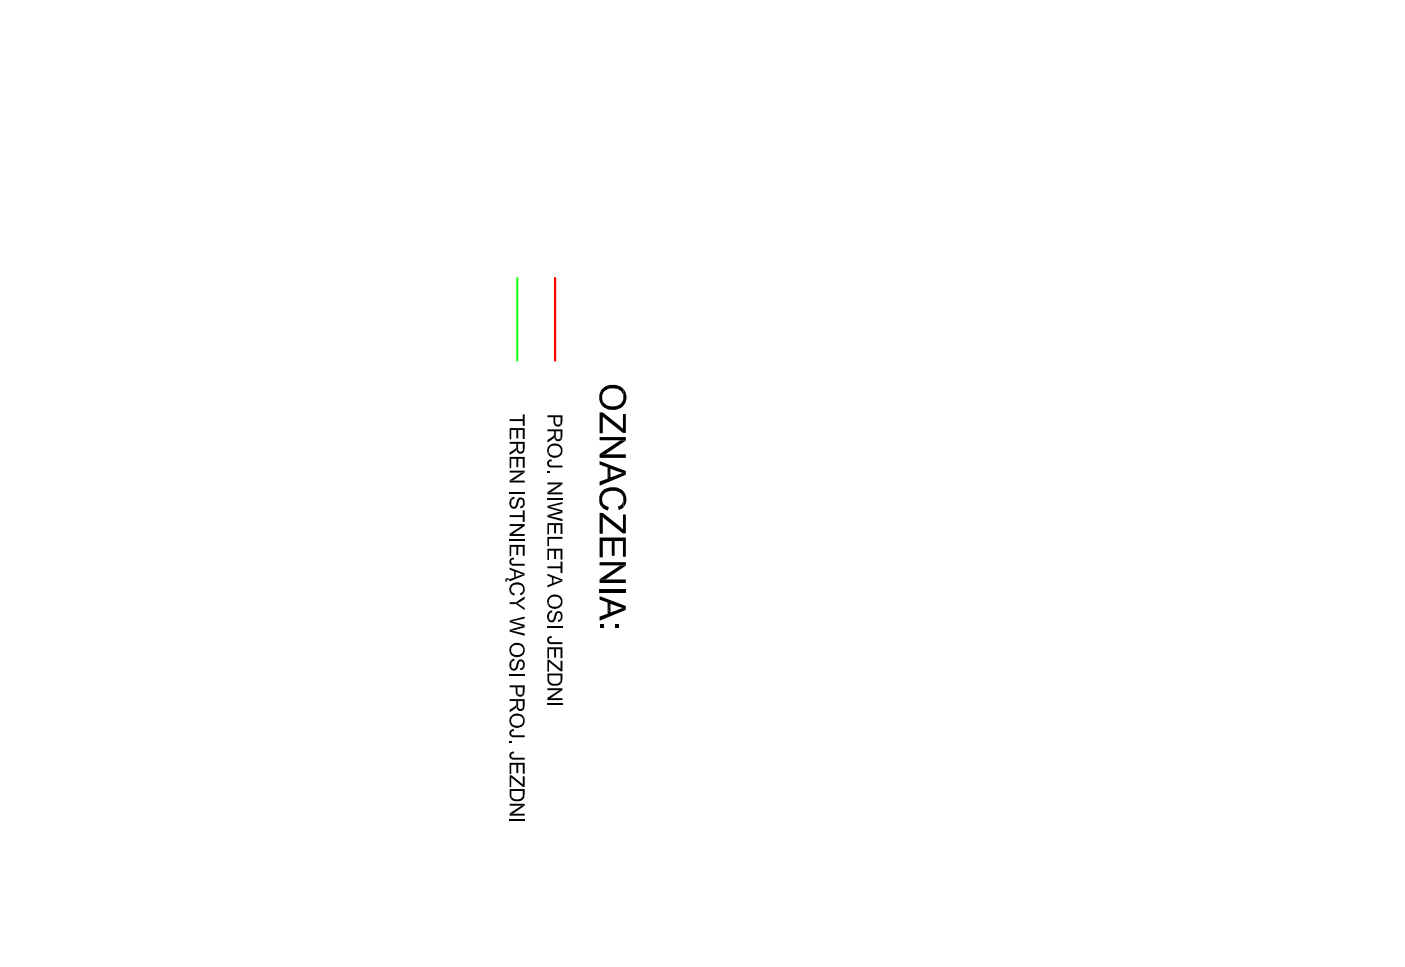 OZNACZENIA:
PROJ. NIWELETA OSI JEZDNI
TEREN ISTNIEJĄCY W OSI PROJ. JEZDNI